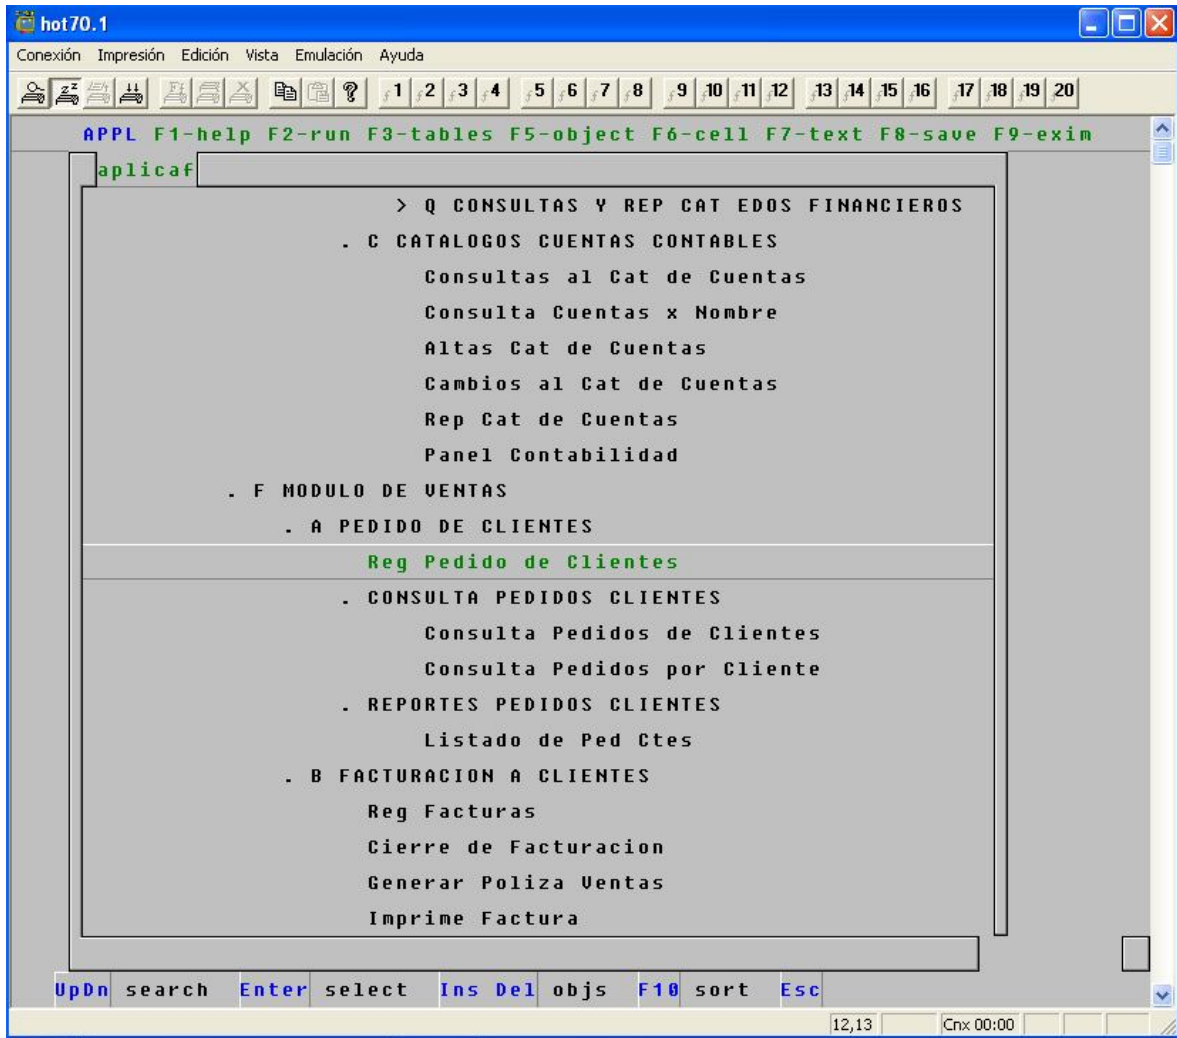 hot70.1
Conexión Impresión Edición Vista Emulación Ayuda
1 2 3 4 5 6 7 8 9 10 11 12 13 14 15 16 17 18 19 20
APPL F1-help F2-run F3-tables F5-object F6-cell F7-text F8-save F9-exim
aplicaf
> Q CONSULTAS Y REP CAT EDOS FINANCIEROS
. C CATALOGOS CUENTAS CONTABLES
Consultas al Cat de Cuentas
Consulta Cuentas x Nombre
Altas Cat de Cuentas
Cambios al Cat de Cuentas
Rep Cat de Cuentas
Panel Contabilidad
. F MODULO DE VENTAS
. A PEDIDO DE CLIENTES
Reg Pedido de Clientes
. CONSULTA PEDIDOS CLIENTES
Consulta Pedidos de Clientes
Consulta Pedidos por Cliente
. REPORTES PEDIDOS CLIENTES
Listado de Ped Ctes
. B FACTURACION A CLIENTES
Reg Facturas
Cierre de Facturacion
Generar Poliza Ventas
Imprime Factura
UpDn search Enter select Ins Del objs F10 sort Esc
12,13 Cnx 00:00